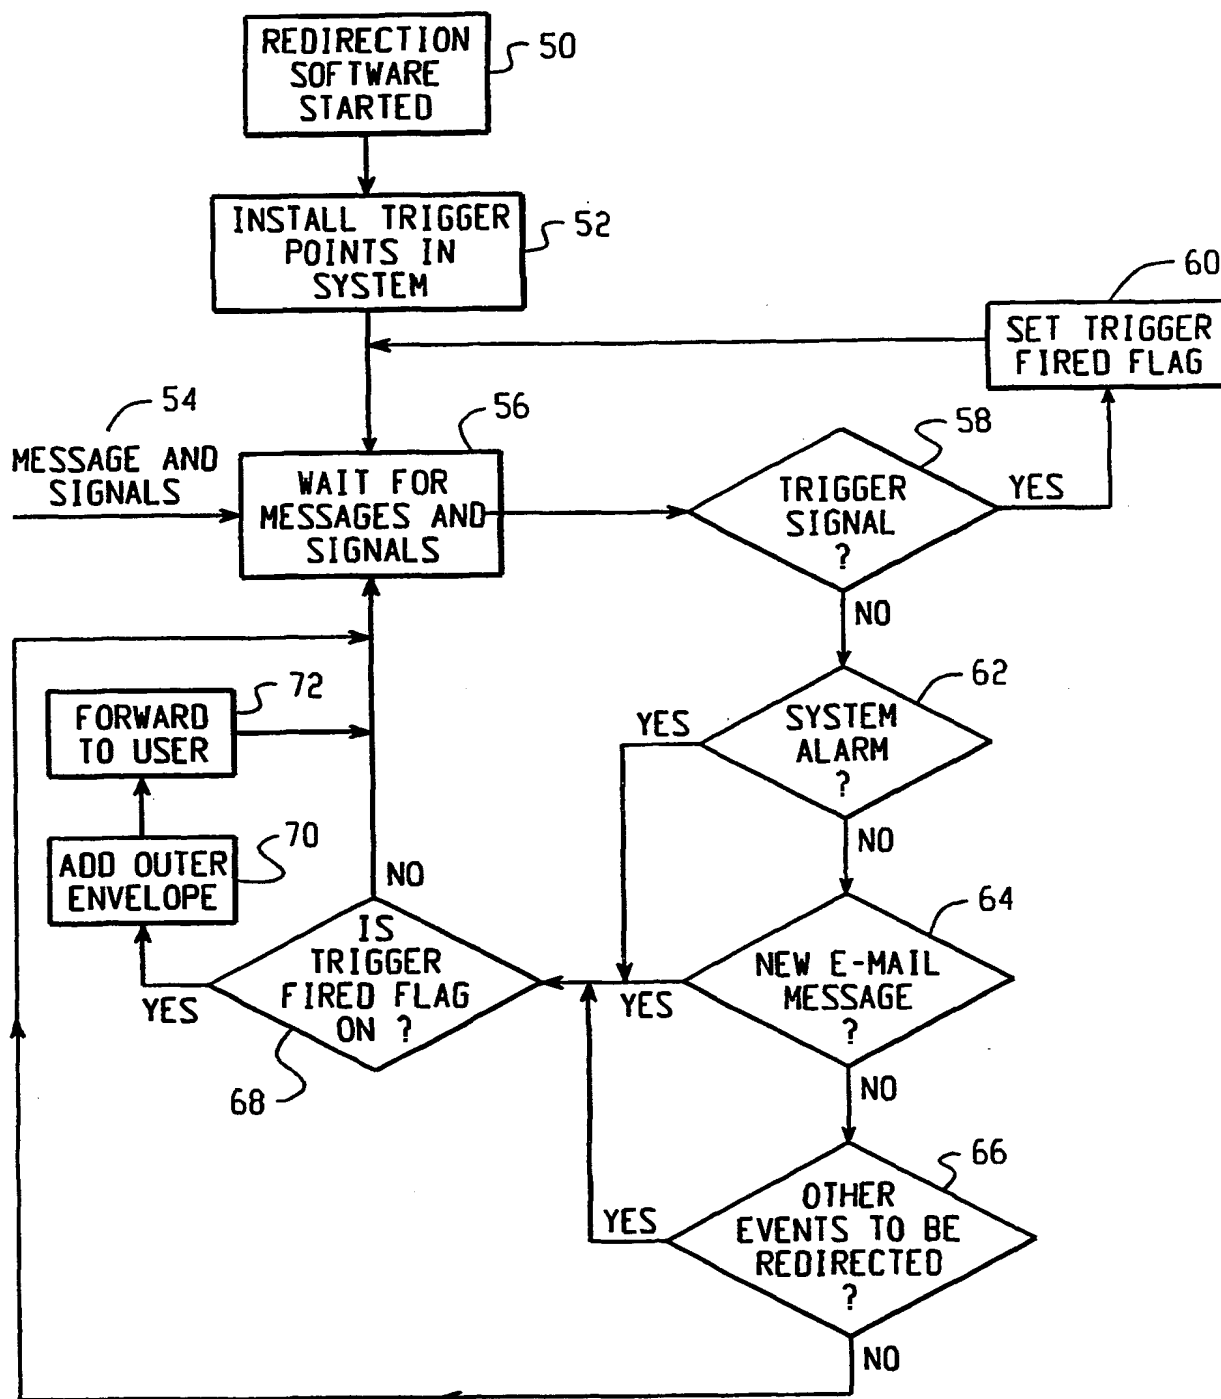 REDIRECTION
SOFTWARE
STARTED
50
INSTALL TRIGGER
POINTS IN
SYSTEM
52
60
SET TRIGGER
FIRED FLAG
54
MESSAGE AND
SIGNALS
56
WAIT FOR
MESSAGES AND
SIGNALS
58
TRIGGER
SIGNAL
?
YES
NO
62
SYSTEM
ALARM
?
YES
NO
72
FORWARD
TO USER
70
ADD OUTER
ENVELOPE
NO
IS
TRIGGER
FIRED FLAG
ON ?
YES
68
64
NEW E-MAIL
MESSAGE
?
YES
NO
66
OTHER
EVENTS TO BE
REDIRECTED
?
YES
NO